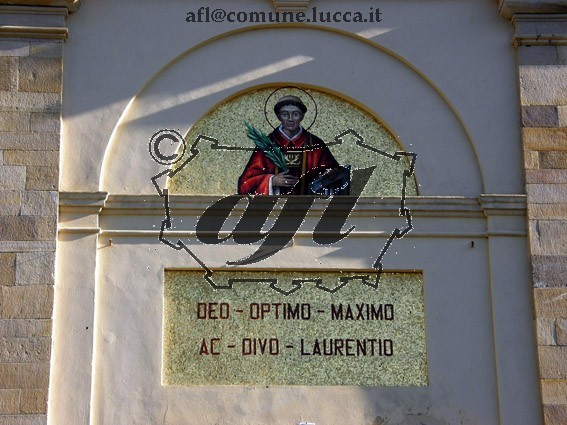 afl@comune.lucca.it
© afl
DEO - OPTIMO - MAXIMO
AC - DIVO - LAURENTIO